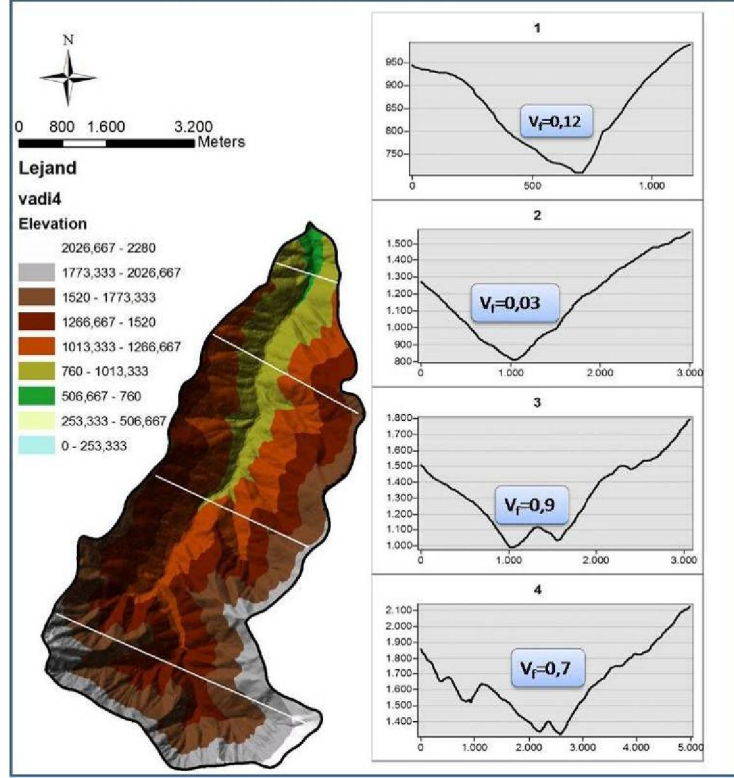 N
0 800 1.600 3.200
Meters
Lejand
vadi4
Elevation
2026,667 - 2280
1773,333 - 2026,667
1520 - 1773,333
1266,667 - 1520
1013,333 - 1266,667
760 - 1013,333
506,667 - 760
253,333 - 506,667
0 - 253,333
1
950
900
850
800
750
0 500 1.000
Vf=0,12
2
1.500
1.400
1.300
1.200
1.100
1.000
900
800
0 1.000 2.000 3.000
Vf=0,03
3
1.800
1.700
1.600
1.500
1.400
1.300
1.200
1.100
1.000
0 1.000 2.000 3.000
Vf=0,9
4
2.100
2.000
1.900
1.800
1.700
1.600
1.500
1.400
0 1.000 2.000 3.000 4.000 5.000
Vf=0,7